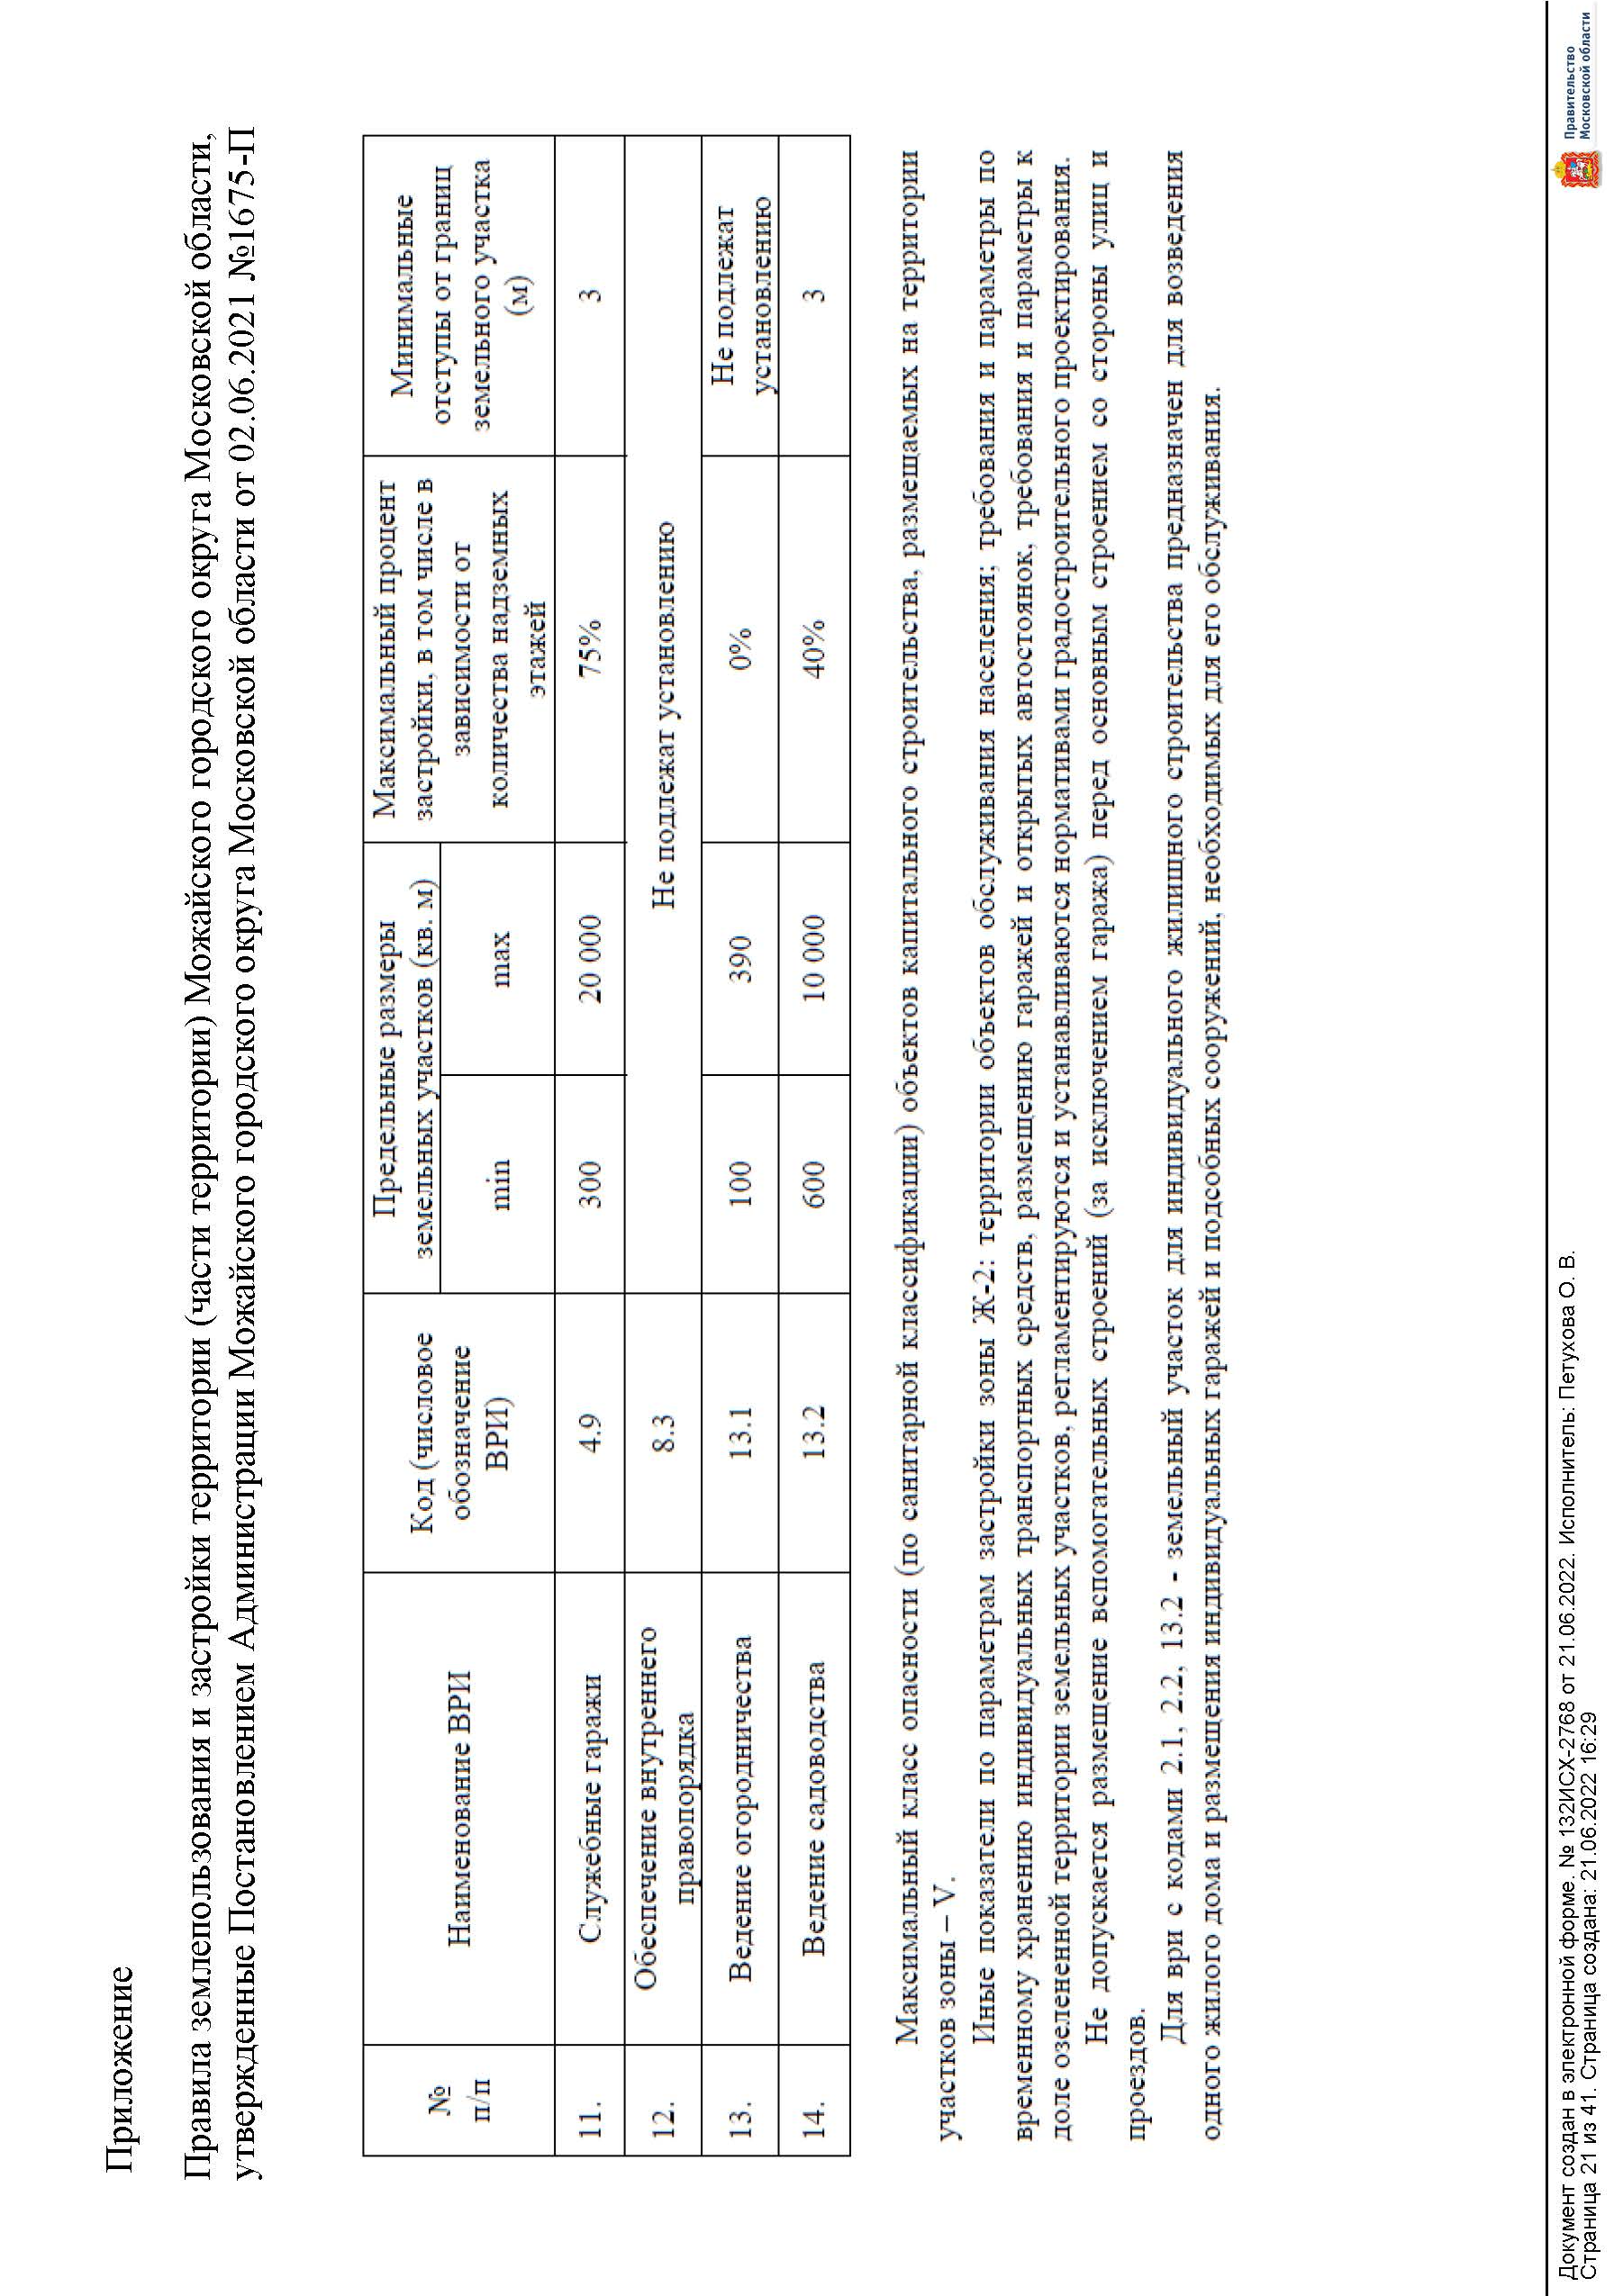 Приложение
Правила землепользования и застройки территории (части территории) Можайского городского округа Московской области,
утвержденные Постановлением Администрации Можайского городского округа Московской области от 02.06.2021 №1675-П
№
п/п
Наименование ВРИ
Код (числовое
обозначение
ВРИ)
Предельные размеры
земельных участков (кв. м)
min
max
Максимальный процент
застройки, в том числе в
зависимости от
количества надземных
этажей
Минимальные
отступы от границ
земельного участка
(м)
11. Служебные гаражи 4.9 300 20 000 75% 3
12. Обеспечение внутреннего
правопорядка
8.3 Не подлежат установлению
13. Ведение огородничества 13.1 100 390 0% Не подлежат
установлению
14. Ведение садоводства 13.2 600 10 000 40% 3
Максимальный класс опасности (по санитарной классификации) объектов капитального строительства, размещаемых на территории
участков зоны – V.
Иные показатели по параметрам застройки зоны Ж-2: территории объектов обслуживания населения; требования и параметры по
временному хранению индивидуальных транспортных средств, размещению гаражей и открытых автостоянок, требования и параметры к
доле озелененной территории земельных участков, регламентируются и устанавливаются нормативами градостроительного проектирования.
Не допускается размещение вспомогательных строений (за исключением гаража) перед основным строением со стороны улиц и
проездов.
Для ври с кодами 2.1, 2.2, 13.2 - земельный участок для индивидуального жилищного строительства предназначен для возведения
одного жилого дома и размещения индивидуальных гаражей и подсобных сооружений, необходимых для его обслуживания.
Документ создан в электронной форме. № 132ИСХ-2768 от 21.06.2022. Исполнитель: Петухова О. В.
Страница 21 из 41. Страница создана: 21.06.2022 16:29
Правительство
Московской области